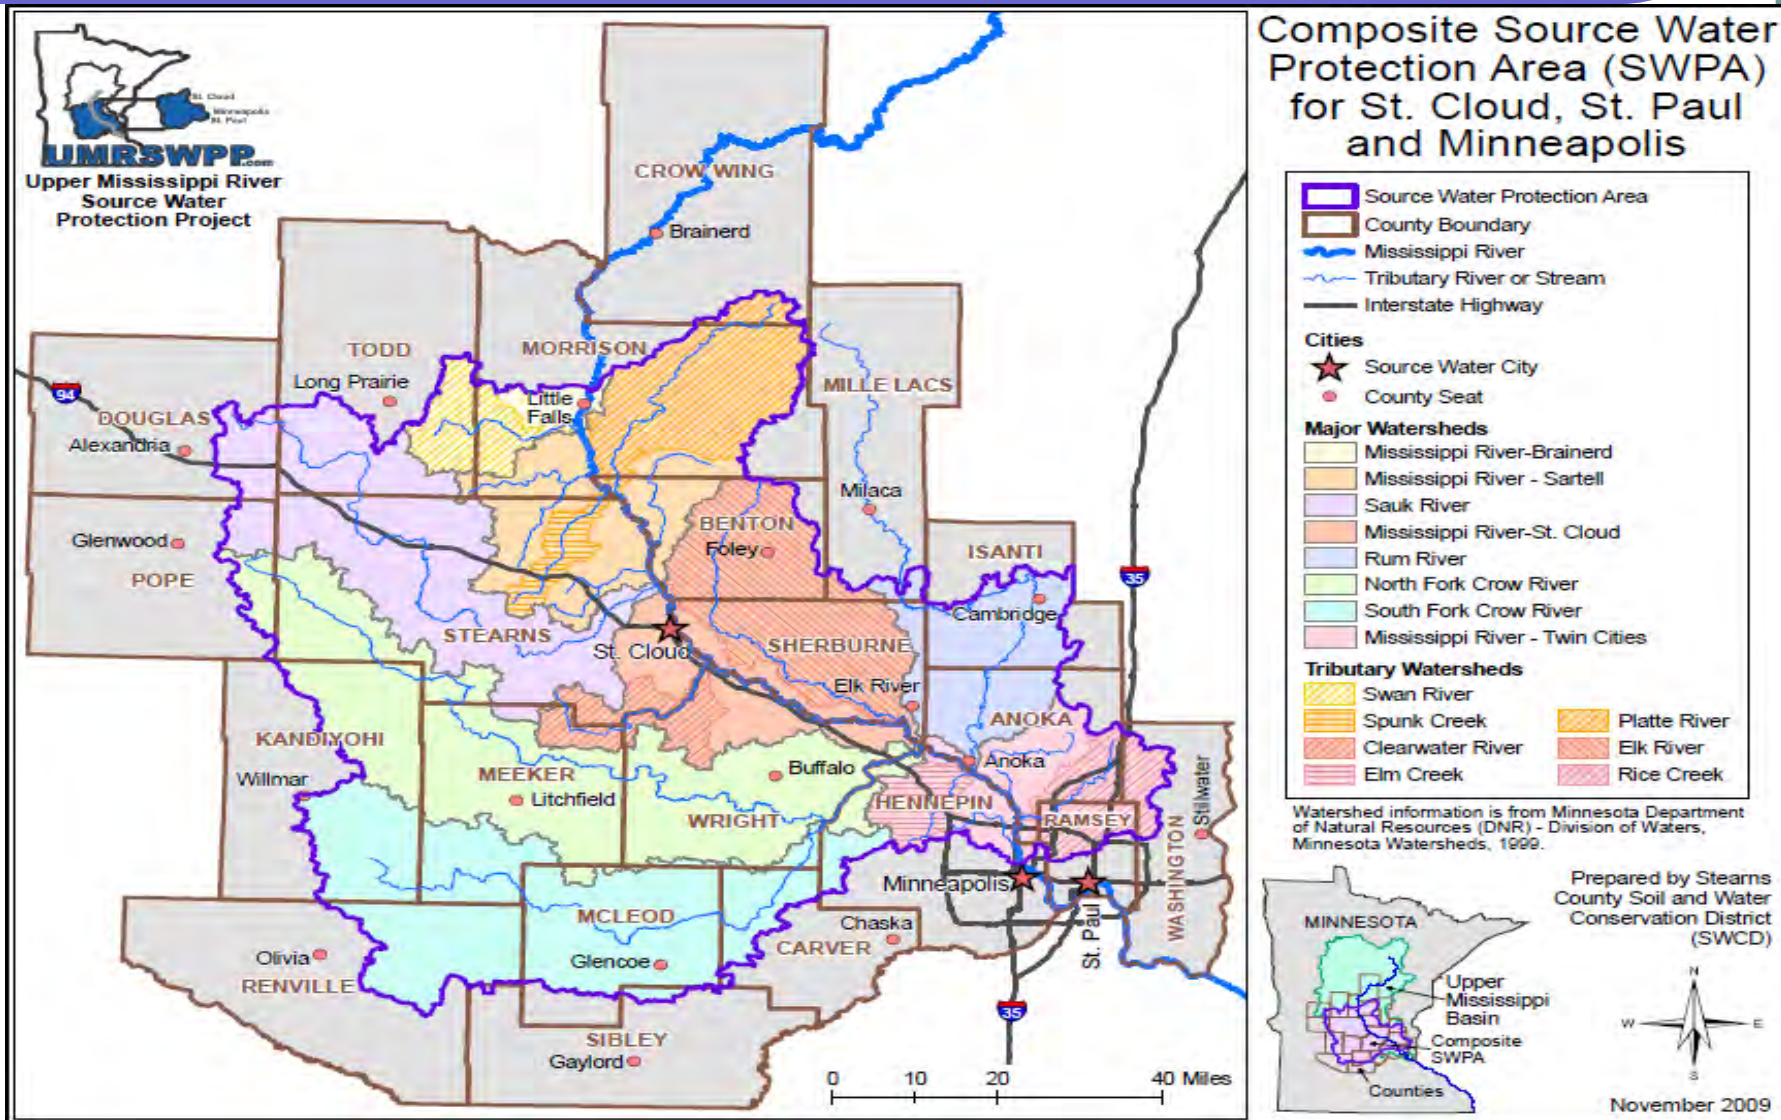 Composite Source Water
Protection Area (SWPA)
for St. Cloud, St. Paul
and Minneapolis
St. Cloud
Minneapolis
St. Paul
UMRSWPP.com
Upper Mississippi River
Source Water
Protection Project
CROW WING
Brainerd
TODD
MORRISON
Long Prairie
Little
Falls
MILLE LACS
94
DOUGLAS
Alexandria
Milaca
BENTON
Foley
ISANTI
35
Glenwood
POPE
Cambridge
STEARNS
St. Cloud
SHERBURNE
Elk River
ANOKA
KANDIYOHI
Willmar
MEEKER
Litchfield
Buffalo
Anoka
WRIGHT
HENNEPIN
RAMSEY
Stillwater
WASHINGTON
Minneapolis
St. Paul
MCLEOD
Chaska
CARVER
Olivia
RENVILLE
Glencoe
35
SIBLEY
Gaylord
0 10 20 40 Miles
Source Water Protection Area
County Boundary
Mississippi River
Tributary River or Stream
Interstate Highway
Cities
Source Water City
County Seat
Major Watersheds
Mississippi River-Brainerd
Mississippi River - Sartell
Sauk River
Mississippi River-St. Cloud
Rum River
North Fork Crow River
South Fork Crow River
Mississippi River - Twin Cities
Tributary Watersheds
Swan River
Spunk Creek Platte River
Clearwater River Elk River
Elm Creek Rice Creek
Watershed information is from Minnesota Department
of Natural Resources (DNR) - Division of Waters,
Minnesota Watersheds, 1999.
Prepared by Stearns
County Soil and Water
Conservation District
(SWCD)
MINNESOTA
Upper
Mississippi
Basin
Composite
SWPA
Counties
N
W E
S
November 2009